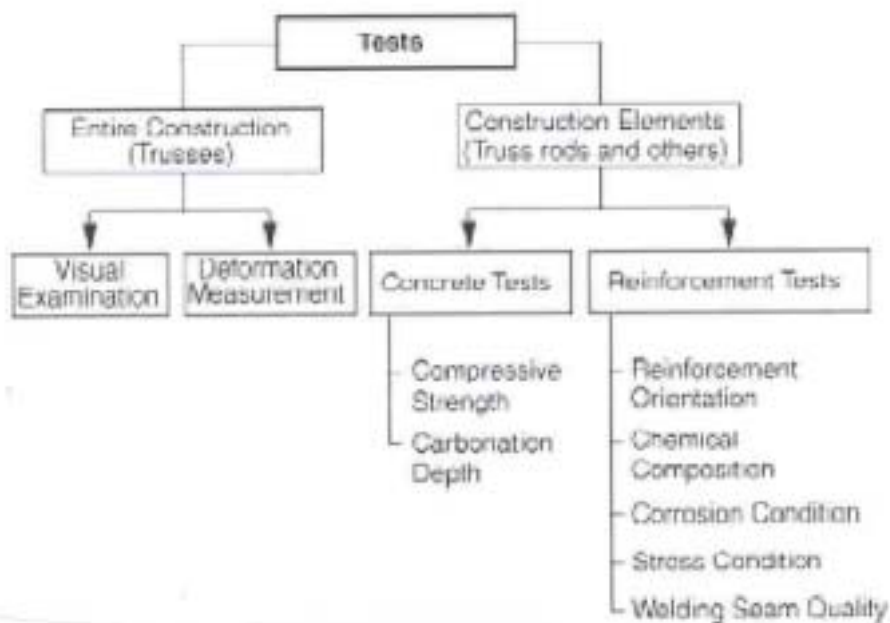 Tests
Entire Construction
(Trusses)
Construction Elements
(Truss rods and others)
Visual
Examination
Deformation
Measurement
Concrete Tests
Reinforcement Tests
Compressive
Strength
Carbonation
Depth
Reinforcement
Orientation
Chemical
Composition
Corrosion Condition
Stress Condition
Welding Seam Quality